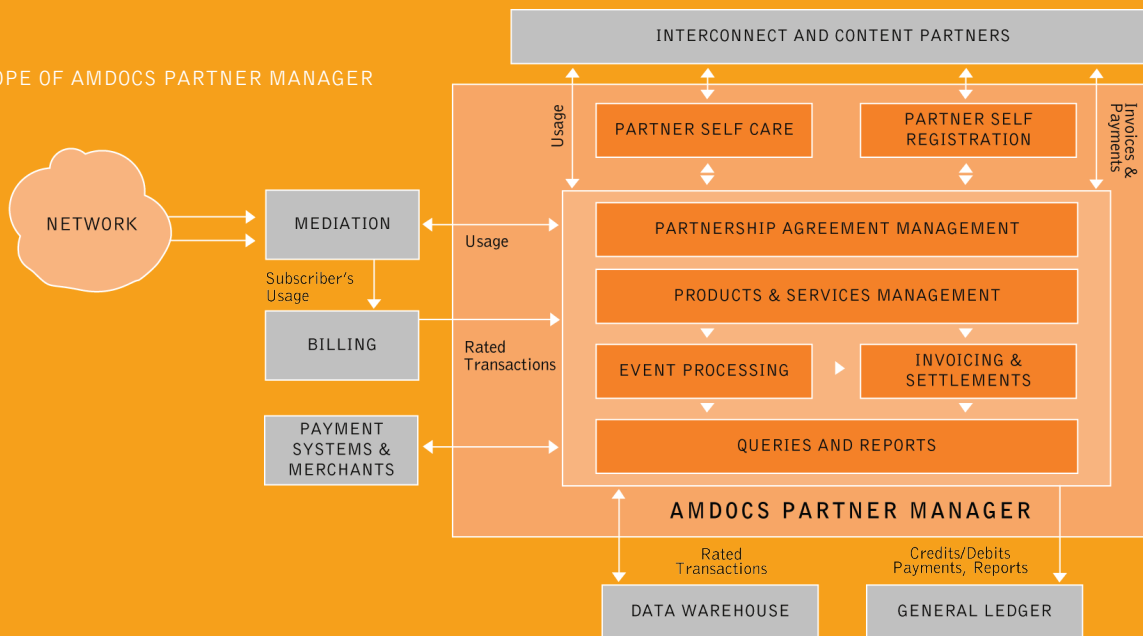 INTERCONNECT AND CONTENT PARTNERS
OPE OF AMDOCS PARTNER MANAGER
Usage
PARTNER SELF CARE
PARTNER SELF
REGISTRATION
Invoices &
Payments
NETWORK
MEDIATION
Usage
PARTNERSHIP AGREEMENT MANAGEMENT
Subscriber's
Usage
PRODUCTS & SERVICES MANAGEMENT
BILLING
Rated
Transactions
EVENT PROCESSING
INVOICING &
SETTLEMENTS
PAYMENT
SYSTEMS &
MERCHANTS
QUERIES AND REPORTS
AMDOCS PARTNER MANAGER
Rated
Transactions
Credits/Debits
Payments, Reports
DATA WAREHOUSE
GENERAL LEDGER